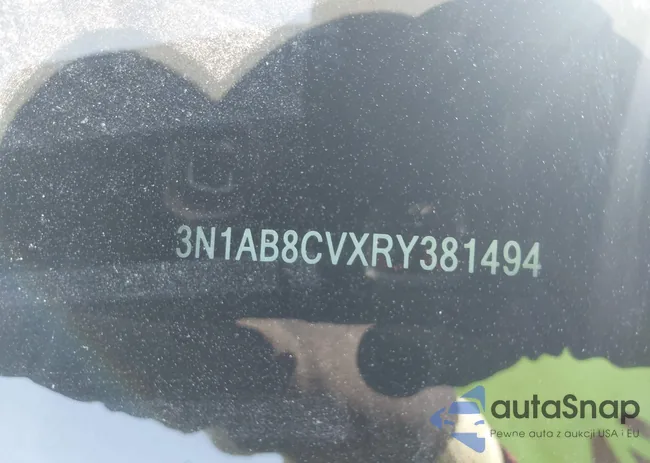 3N1AB8CVXRY381494
autaSnap
Pewne auta z aukcji USA i EU